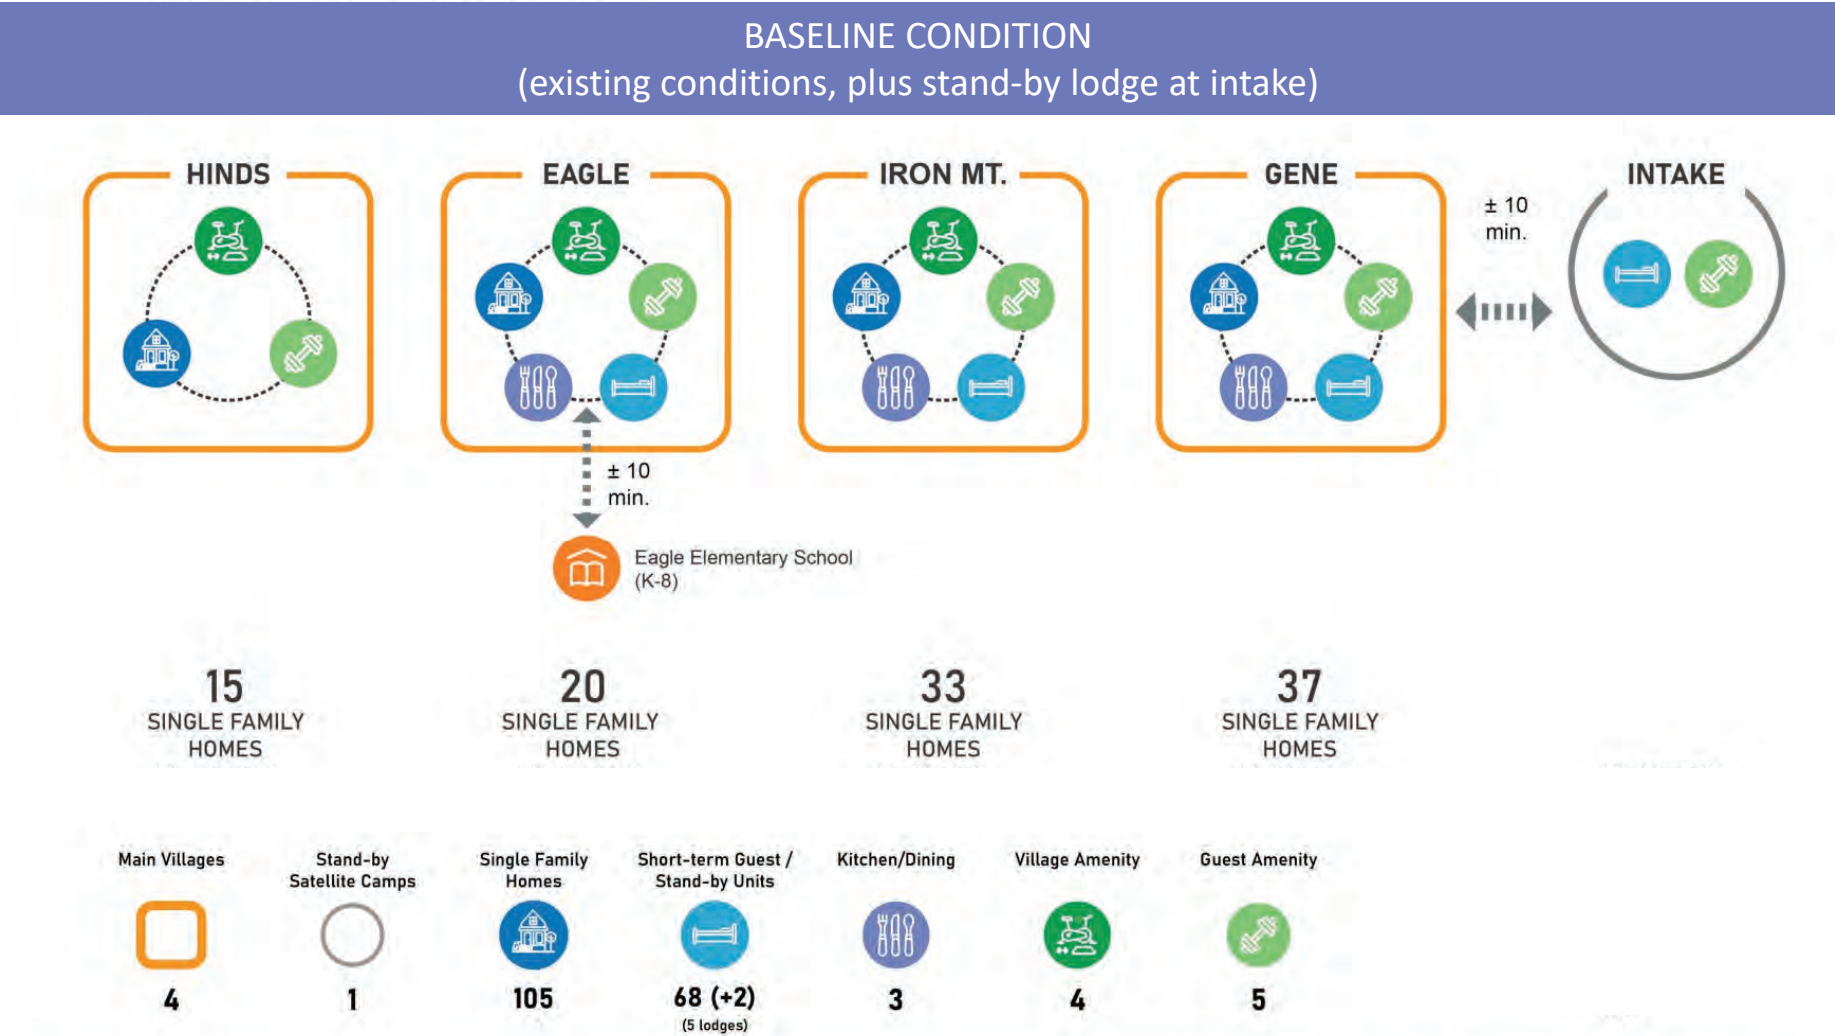 BASELINE CONDITION
(existing conditions, plus stand-by lodge at intake)
HINDS
EAGLE
IRON MT.
GENE
INTAKE
± 10
min.
± 10
min.
Eagle Elementary School
(K-8)
15
SINGLE FAMILY
HOMES
20
SINGLE FAMILY
HOMES
33
SINGLE FAMILY
HOMES
37
SINGLE FAMILY
HOMES
Main Villages
4
Stand-by
Satellite Camps
1
Single Family
Homes
105
Short-term Guest /
Stand-by Units
68 (+2)
(5 lodges)
Kitchen/Dining
3
Village Amenity
4
Guest Amenity
5